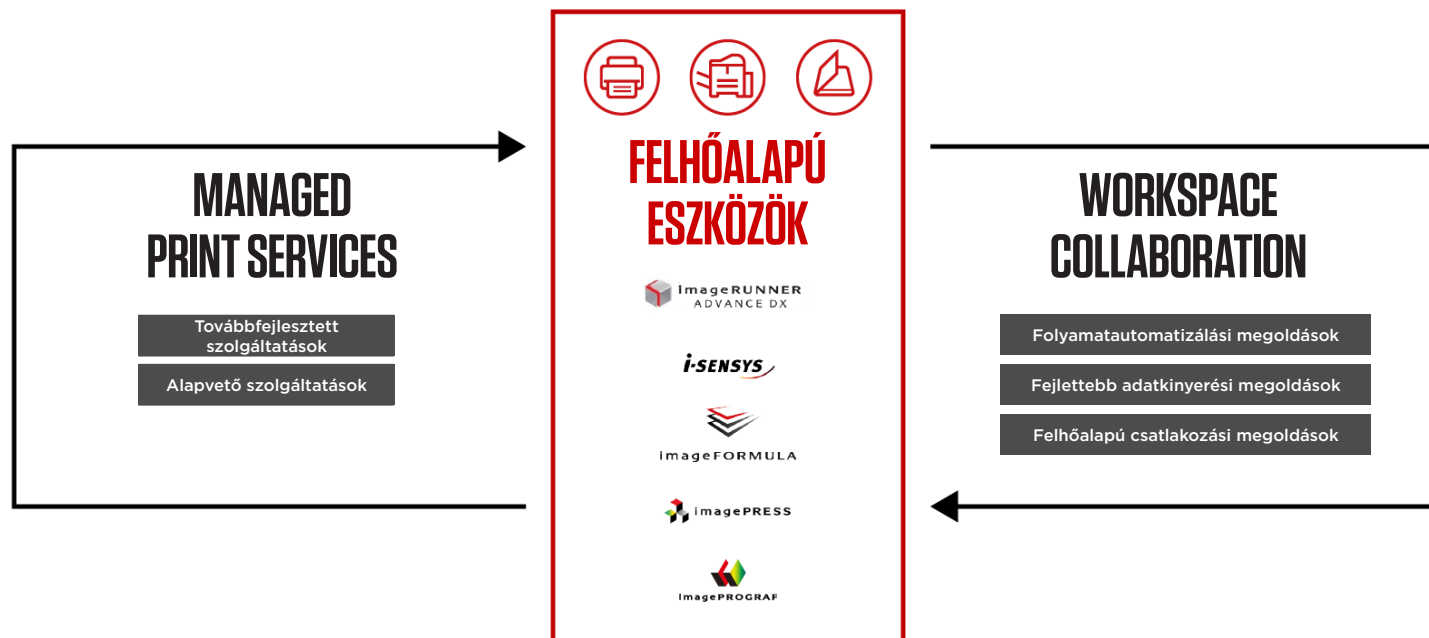 MANAGED
PRINT SERVICES
Továbbfejlesztett
szolgáltatások
Alapvető szolgáltatások
FELHŐALAPÚ
ESZKÖZÖK
imageRUNNER
ADVANCE DX
i-SENSYS
imageFORMULA
imagePRESS
imagePROGRAF
WORKSPACE
COLLABORATION
Folyamatautomatizálási megoldások
Fejlettebb adatkinyerési megoldások
Felhőalapú csatlakozási megoldások